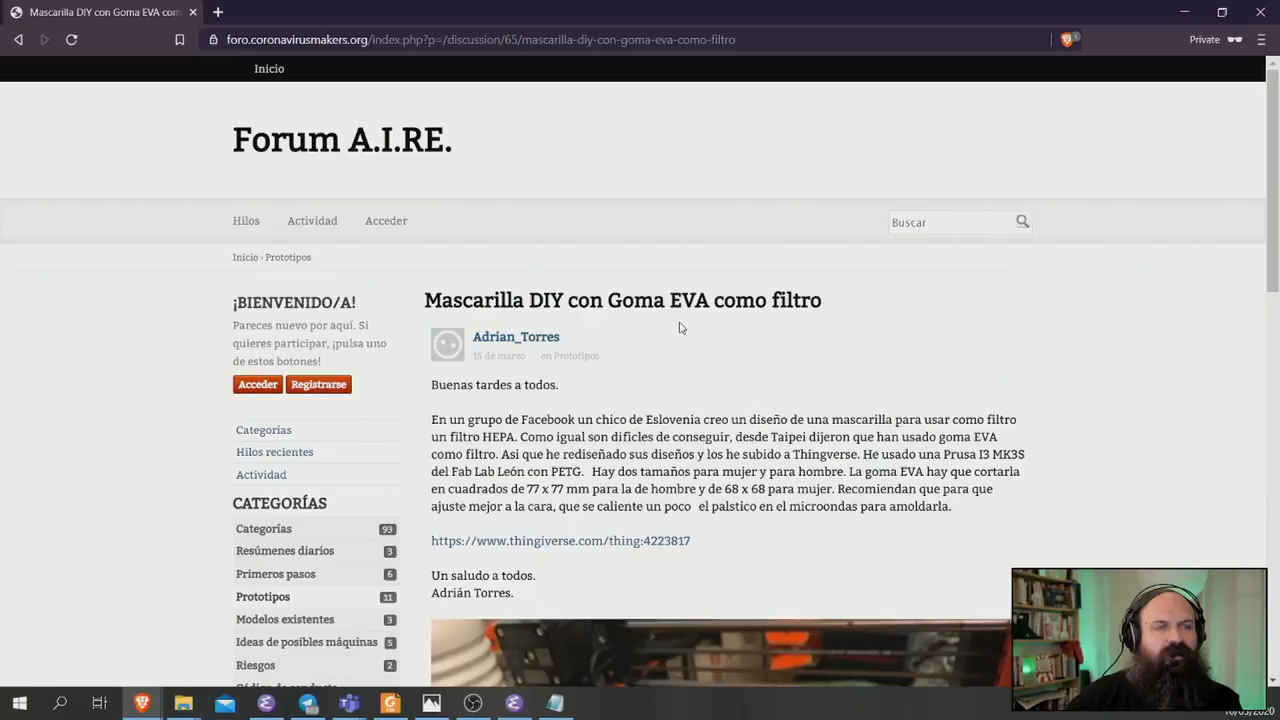 Mascarilla DIY con Goma EVA com
foro.coronavirusmakers.org/index.php?p=/discussion/65/mascarilla-diy-con-goma-eva-como-filtro
Private
Inicio
Forum A.I.RE.
Hilos Actividad Acceder
Buscar
Inicio › Prototipos
¡BIENVENIDO/A!
Pareces nuevo por aquí. Si
quieres participar, ¡pulsa uno
de estos botones!
Acceder Registrarse
Categorías
Hilos recientes
Actividad
CATEGORÍAS
Categorías 93
Resúmenes diarios 3
Primeros pasos 6
Prototipos 11
Modelos existentes 3
Ideas de posibles máquinas 5
Riesgos 2
Mascarilla DIY con Goma EVA como filtro
Adrian_Torres
15 de marzo en Prototipos
Buenas tardes a todos.
En un grupo de Facebook un chico de Eslovenia creo un diseño de una mascarilla para usar como filtro
un filtro HEPA. Como igual son dificles de conseguir, desde Taipei dijeron que han usado goma EVA
como filtro. Asi que he rediseñado sus diseños y los he subido a Thingverse. He usado una Prusa I3 MK3S
del Fab Lab León con PETG. Hay dos tamaños para mujer y para hombre. La goma EVA hay que cortarla
en cuadrados de 77 x 77 mm para la de hombre y de 68 x 68 para mujer. Recomiendan que para que
ajuste mejor a la cara, que se caliente un poco el palstico en el microondas para amoldarla.
https://www.thingiverse.com/thing:4223817
Un saludo a todos.
Adrián Torres.